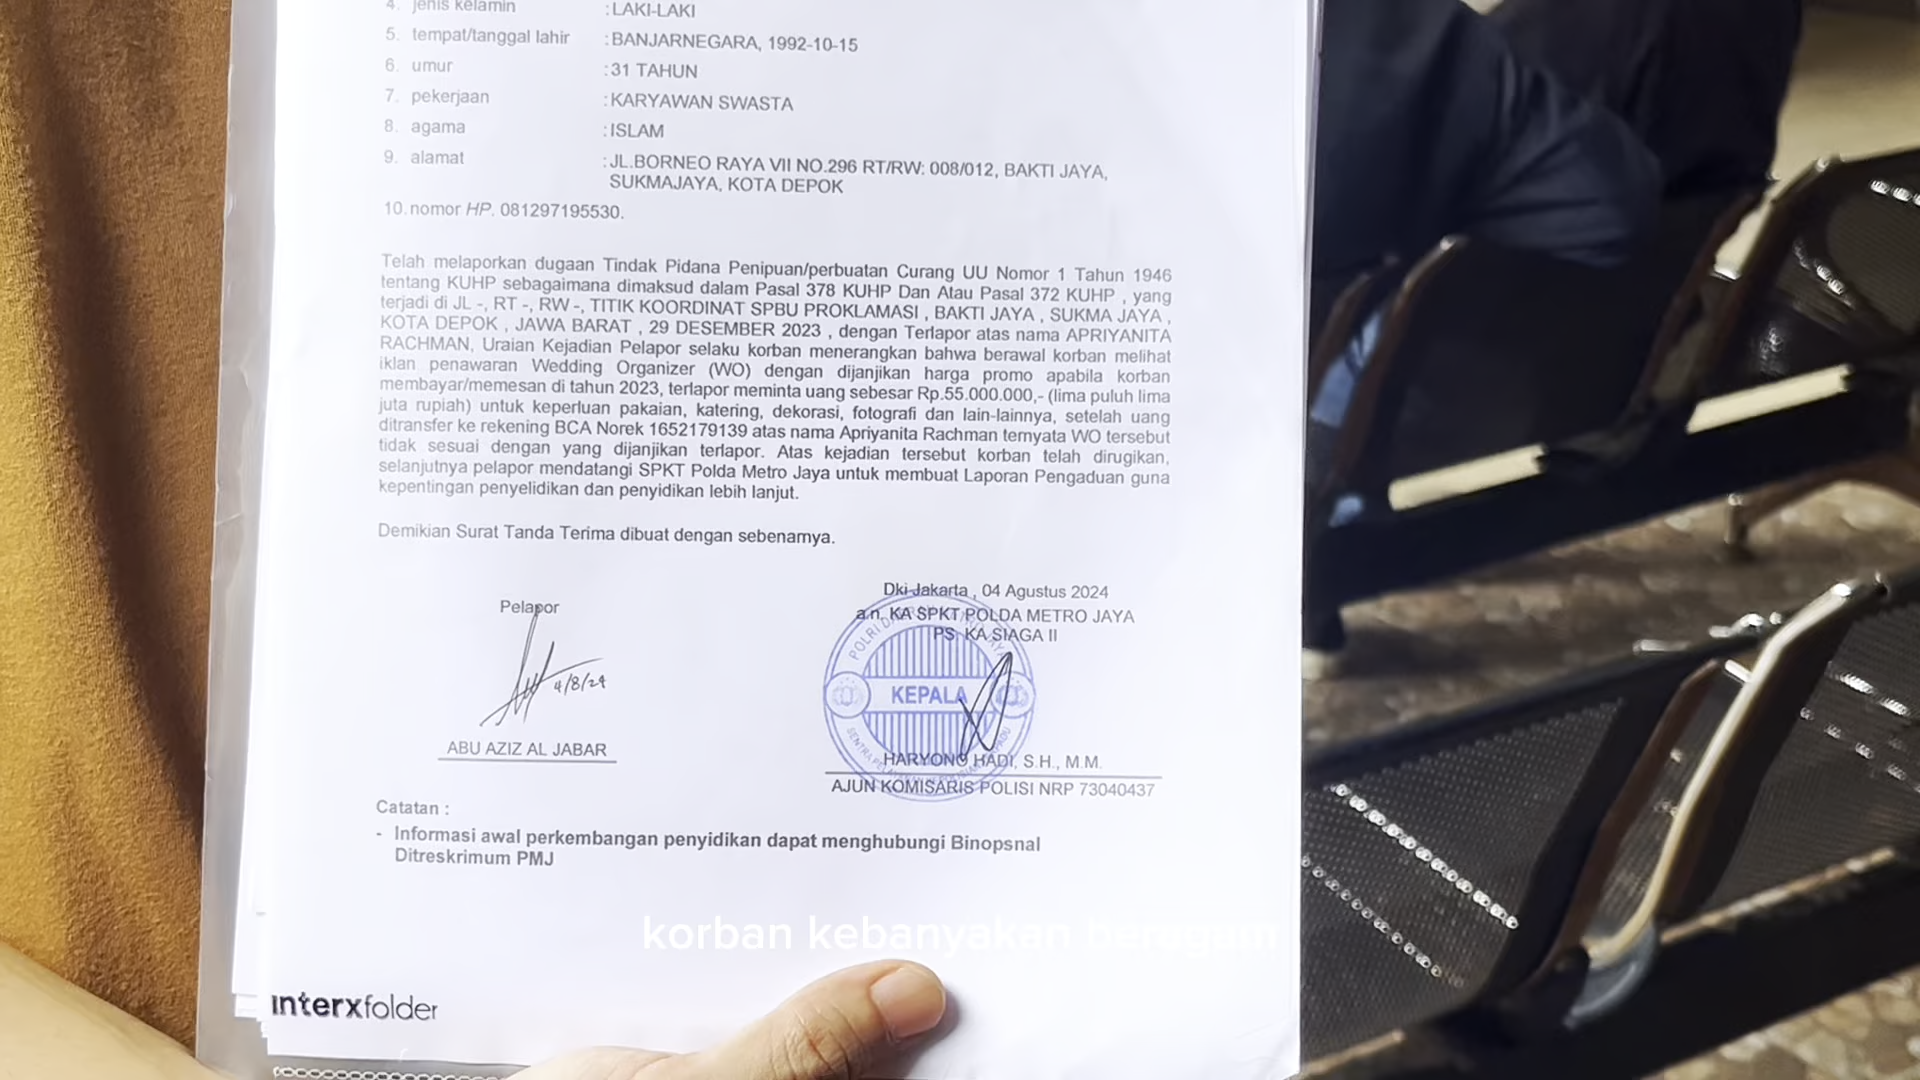 4. jenis kelamin : LAKI-LAKI
5. tempat/tanggal lahir : BANJARNEGARA, 1992-10-15
6. umur : 31 TAHUN
7. pekerjaan : KARYAWAN SWASTA
8. agama : ISLAM
9. alamat : JL.BORNEO RAYA VII NO.296 RT/RW: 008/012, BAKTI JAYA,
SUKMAJAYA, KOTA DEPOK
10. nomor HP. 081297195530.
Telah melaporkan dugaan Tindak Pidana Penipuan/perbuatan Curang UU Nomor 1 Tahun 1946
tentang KUHP sebagaimana dimaksud dalam Pasal 378 KUHP Dan Atau Pasal 372 KUHP , yang
terjadi di JL -, RT -, RW -, TITIK KOORDINAT SPBU PROKLAMASI , BAKTI JAYA , SUKMA JAYA ,
KOTA DEPOK , JAWA BARAT , 29 DESEMBER 2023 , dengan Terlapor atas nama APRIYANITA
RACHMAN, Uraian Kejadian Pelapor selaku korban menerangkan bahwa berawal korban melihat
iklan penawaran Wedding Organizer (WO) dengan dijanjikan harga promo apabila korban
membayar/memesan di tahun 2023, terlapor meminta uang sebesar Rp.55.000.000,- (lima puluh lima
juta rupiah) untuk keperluan pakaian, katering, dekorasi, fotografi dan lain-lainnya, setelah uang
ditransfer ke rekening BCA Norek 1652179139 atas nama Apriyanita Rachman ternyata WO tersebut
tidak sesuai dengan yang dijanjikan terlapor. Atas kejadian tersebut korban telah dirugikan,
selanjutnya pelapor mendatangi SPKT Polda Metro Jaya untuk membuat Laporan Pengaduan guna
kepentingan penyelidikan dan penyidikan lebih lanjut.
Demikian Surat Tanda Terima dibuat dengan sebenarnya.
Dki Jakarta , 04 Agustus 2024
a.n. KA SPKT POLDA METRO JAYA
PS. KA SIAGA II
Pelapor
4/8/24
KEPALA
ABU AZIZ AL JABAR
HARYONO HADI, S.H., M.M.
AJUN KOMISARIS POLISI NRP 73040437
Catatan :
- Informasi awal perkembangan penyidikan dapat menghubungi Binopsnal
Ditreskrimum PMJ
korban kebanyakan
interxfolder